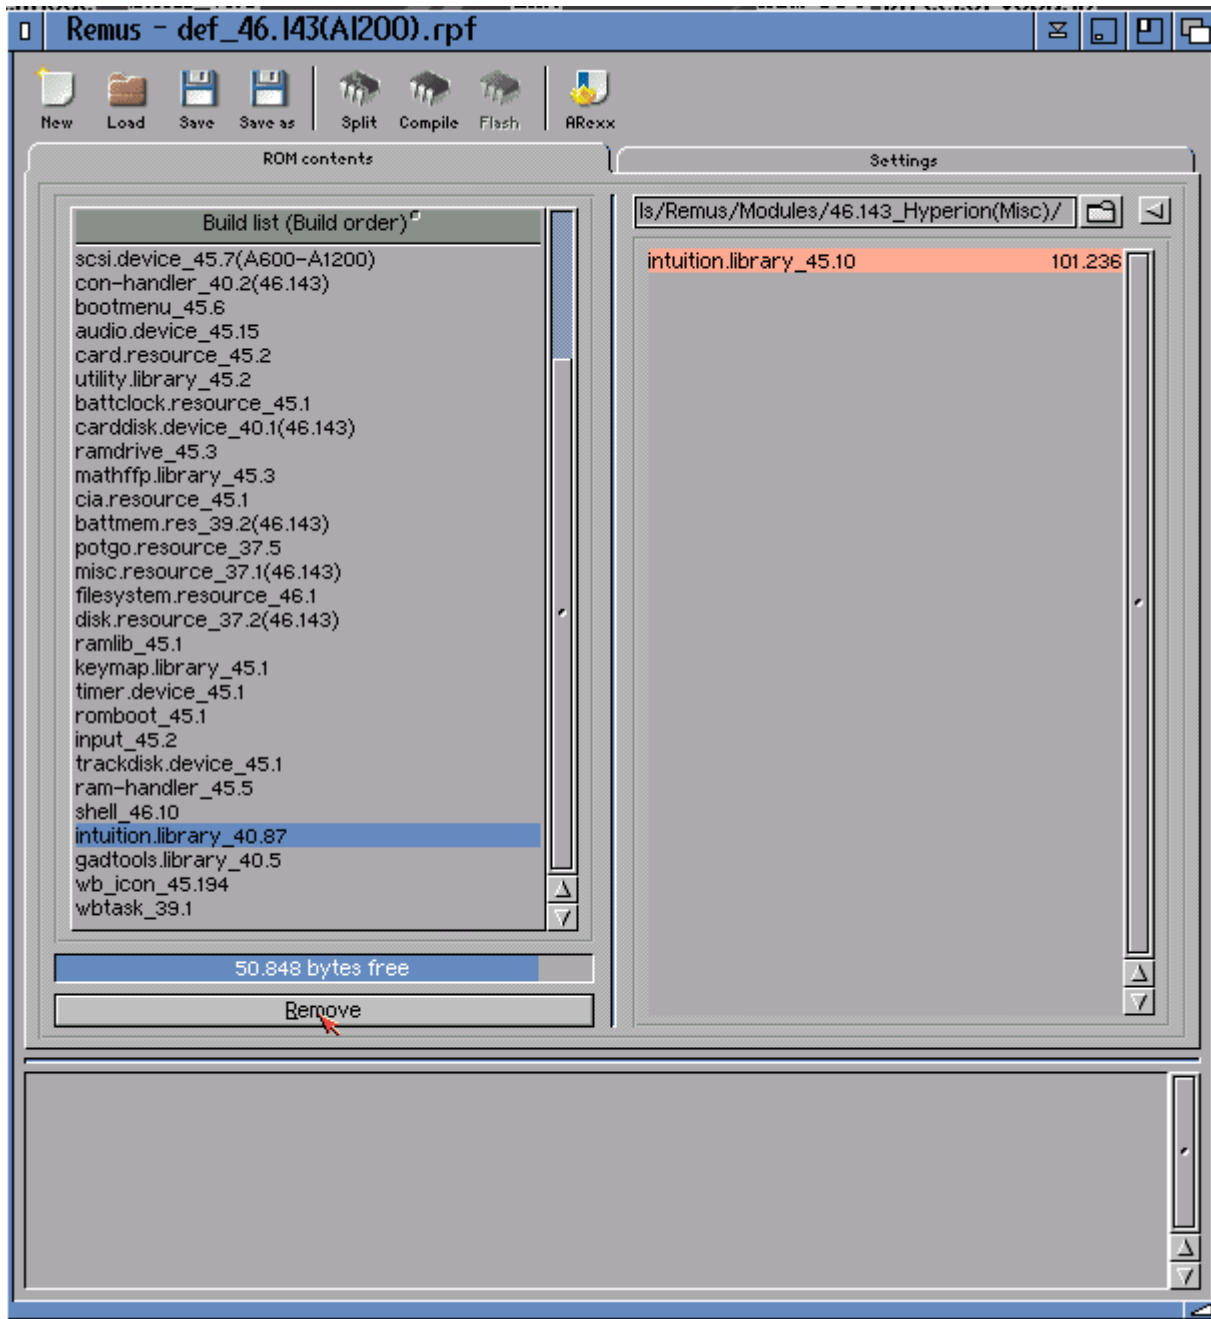 Remus - def_46.143(A1200).rpf
New Load Save Save as Split Compile Flash ARexx
ROM contents
Settings
Build list (Build order)
scsi.device_45.7(A600-A1200)
con-handler_40.2(46.143)
bootmenu_45.6
audio.device_45.15
card.resource_45.2
utility.library_45.2
battclock.resource_45.1
carddisk.device_40.1(46.143)
ramdrive_45.3
mathffp.library_45.3
cia.resource_45.1
battmem.res_39.2(46.143)
potgo.resource_37.5
misc.resource_37.1(46.143)
filesystem.resource_46.1
disk.resource_37.2(46.143)
ramlib_45.1
keymap.library_45.1
timer.device_45.1
romboot_45.1
input_45.2
trackdisk.device_45.1
ram-handler_45.5
shell_46.10
intuition.library_40.87
gadtools.library_40.5
wb_icon_45.194
wbtask_39.1
50.848 bytes free
Remove
ls/Remus/Modules/46.143_Hyperion(Misc)/
intuition.library_45.10 101.236